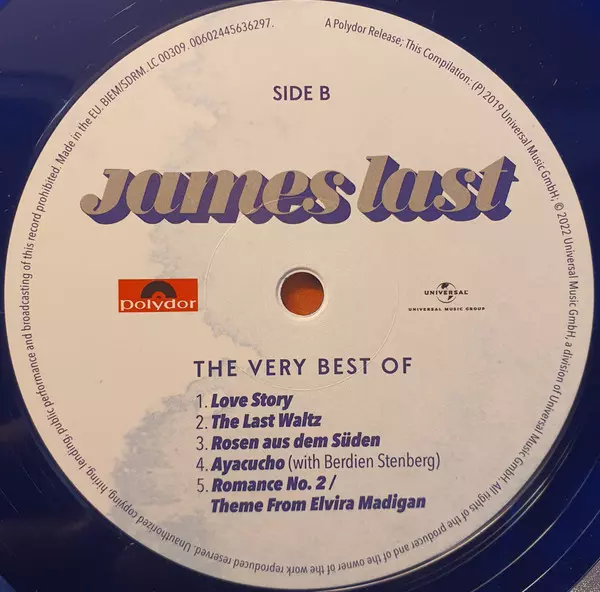 SIDE B
james last
polydor
UNIVERSAL
UNIVERSAL MUSIC GROUP
THE VERY BEST OF
1. Love Story
2. The Last Waltz
3. Rosen aus dem Süden
4. Ayacucho (with Berdien Stenberg)
5. Romance No. 2 /
Theme From Elvira Madigan
A Polydor Release; This Compilation: (P) 2019 Universal Music GmbH; © 2022 Universal Music GmbH, a division of Universal Music GmbH. All rights of the producer and of the owner of the work reproduced reserved. Unauthorized copying, hiring, lending, public performance and broadcasting of this record prohibited. Made in the EU. BIEM/SDRM. LC 00309. 00602445636297.